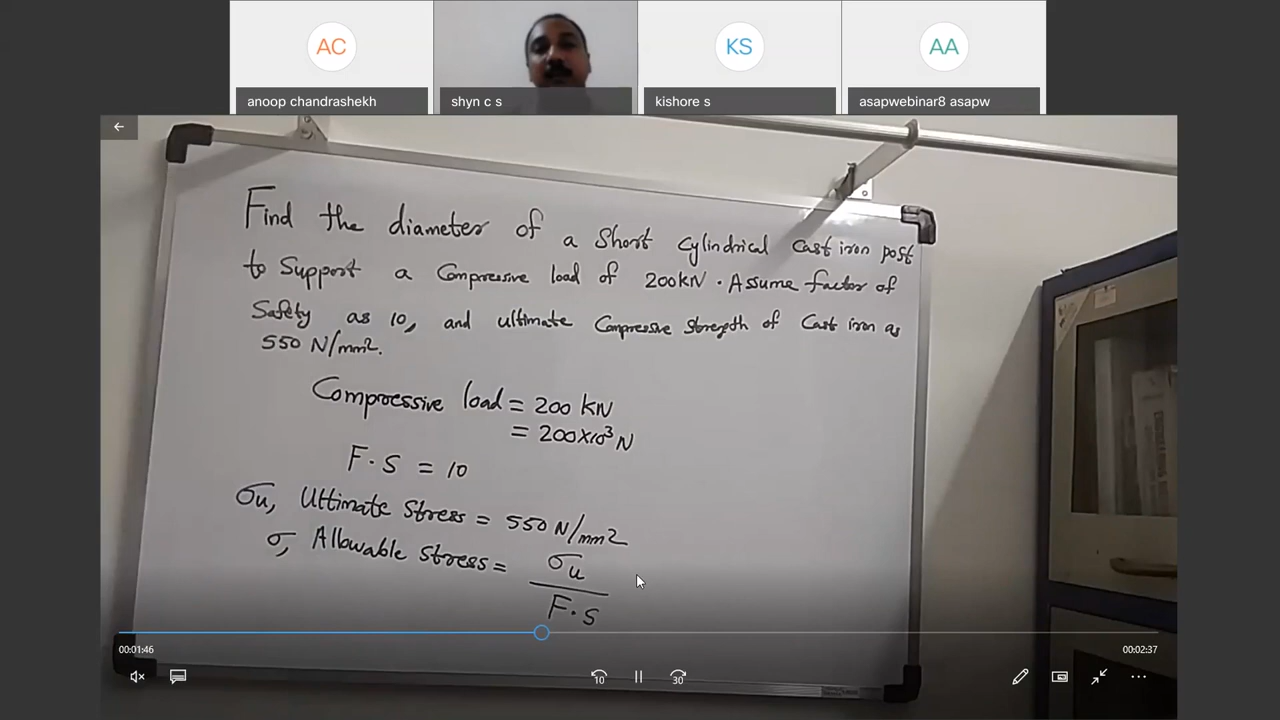 AC
KS
AA
anoop chandrashekh
shyn c s
kishore s
asapwebinar8 asapw
Find the diameter of a Short Cylindrical Cast iron post
to Support a Compressive load of 200KN. Assume factor of
Safety as 10, and ultimate Compressive Strength of Cast iron as
550 N/mm2.
Compressive load = 200 KN
= 200X10³ N
F.S = 10
σu, Ultimate Stress = 550 N/mm2
σ, Allowable Stress = σu / F.S
00:01:46
00:02:37
10
30